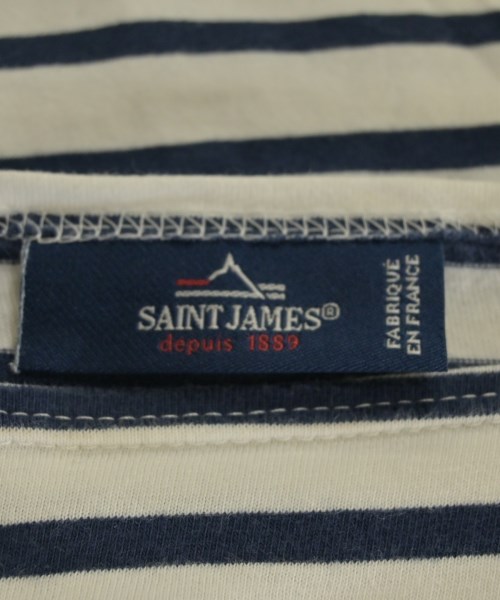 SAINT JAMES®
depuis 1889
FABRIQUÉ
EN FRANCE